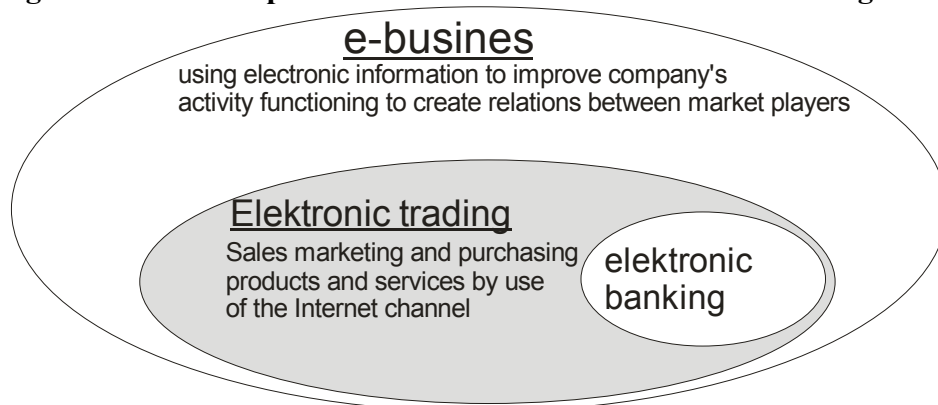 e-busines
using electronic information to improve company's
activity functioning to create relations between market players
Elektronic trading
Sales marketing and purchasing
products and services by use
of the Internet channel
elektronic
banking